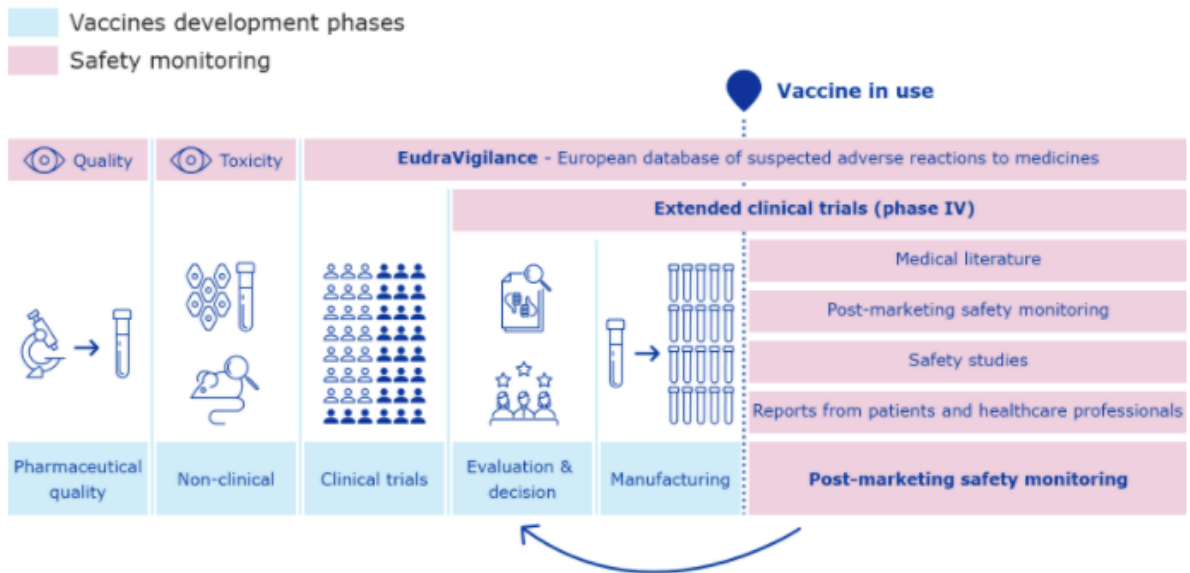 Vaccines development phases
Safety monitoring
Vaccine in use
Quality
Toxicity
EudraVigilance - European database of suspected adverse reactions to medicines
Extended clinical trials (phase IV)
Medical literature
Post-marketing safety monitoring
Safety studies
Reports from patients and healthcare professionals
Pharmaceutical
quality
Non-clinical
Clinical trials
Evaluation &
decision
Manufacturing
Post-marketing safety monitoring